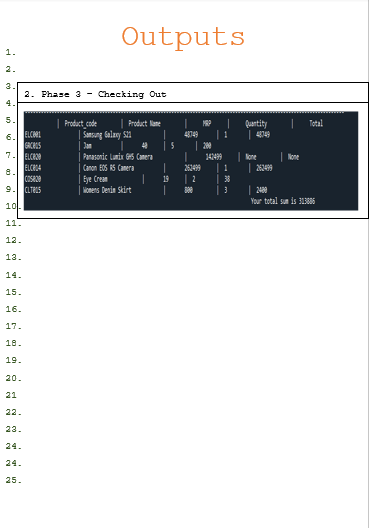 Outputs
1.
2.
3.
2. Phase 3 – Checking Out
4.
5.
| Product_code | Product Name | MRP | Quantity | Total
6.
ELC001 | Samsung Galaxy S21 | 48749 | 1 | 48749
GRC015 | Jam | 40 | 5 | 200
7.
ELC020 | Panasonic Lumix GH5 Camera | 142499 | None | None
8.
ELC014 | Canon EOS R5 Camera | 262499 | 1 | 262499
COS020 | Eye Cream | 19 | 2 | 38
9.
CLT015 | Womens Denim Skirt | 800 | 3 | 2400
10.
Your total sum is 313886
11.
12.
13.
14.
15.
16.
17.
18.
19.
20.
21
22.
23.
24.
24.
25.